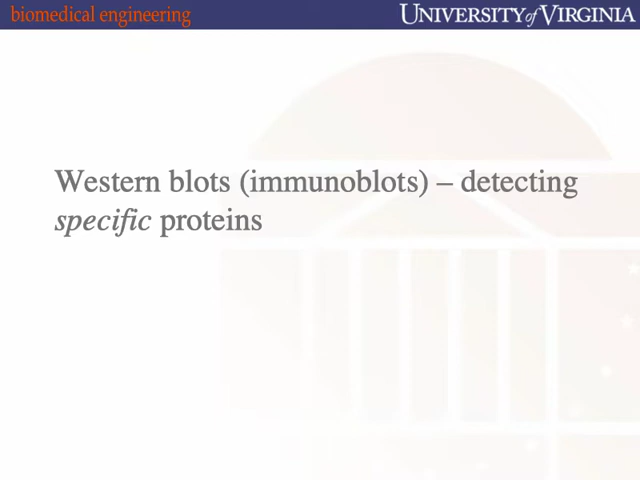 biomedical engineering
UNIVERSITY of VIRGINIA
Western blots (immunoblots) – detecting
specific proteins